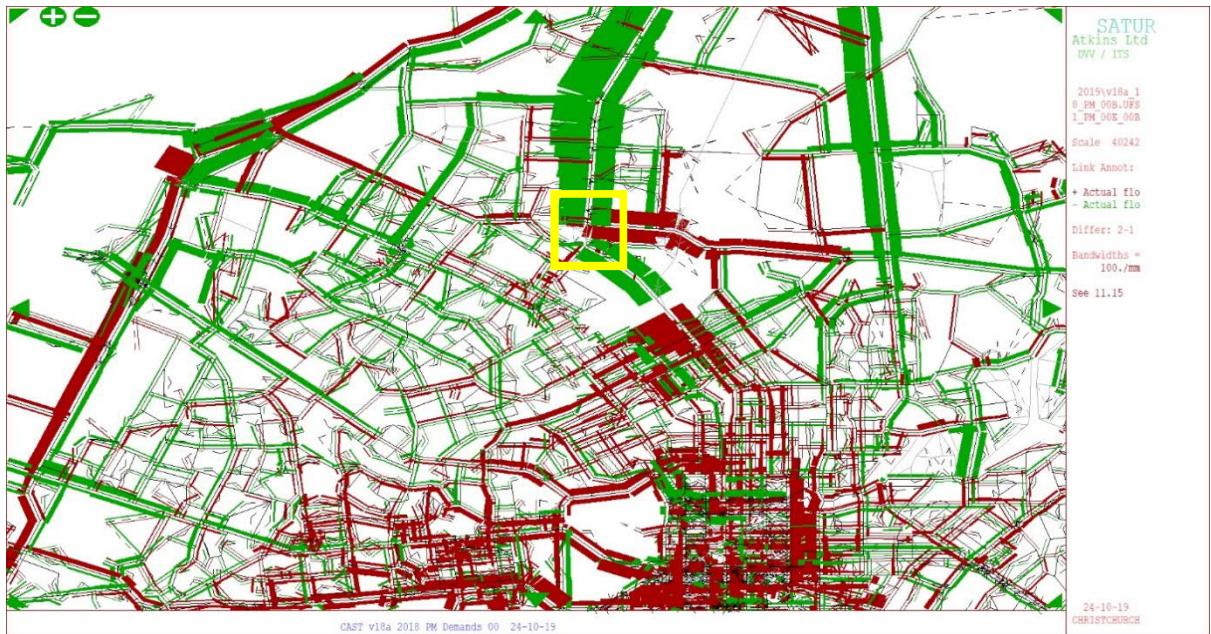 SATUR
Atkins Ltd
DVV / ITS
2019\v18a_1
8_PM_00B.UFS
1_PM_00E_00B
Scale 40242
Link Annot:
+ Actual flo
- Actual flo
Differ: 2-1
Bandwidths =
100./mm
See 11.15
24-10-19
CHRISTCHURCH
CAST v18a 2018 PM Demands 00 24-10-19